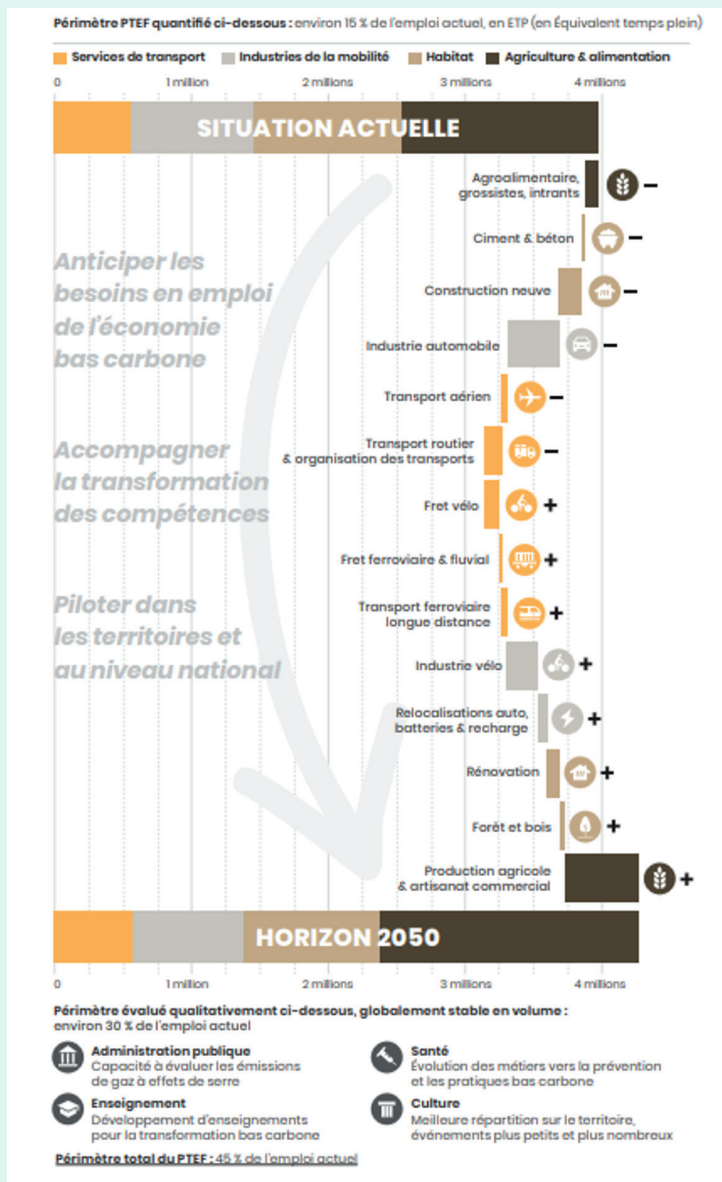 Périmètre PTEF quantifié ci-dessous : environ 15 % de l'emploi actuel, en ETP (en Équivalent temps plein)
Services de transport Industries de la mobilité Habitat Agriculture & alimentation
0 1 million 2 millions 3 millions 4 millions
SITUATION ACTUELLE
Agroalimentaire,
grossistes, intrants
Ciment & béton
Construction neuve
Industrie automobile
Transport aérien
Transport routier
& organisation des transports
Fret vélo
Fret ferroviaire & fluvial
Transport ferroviaire
longue distance
Industrie vélo
Relocalisations auto,
batteries & recharge
Rénovation
Forêt et bois
Production agricole
& artisanat commercial
Anticiper les
besoins en emploi
de l'économie
bas carbone
Accompagner
la transformation
des compétences
Piloter dans
les territoires et
au niveau national
HORIZON 2050
0 1 million 2 millions 3 millions 4 millions
Périmètre évalué qualitativement ci-dessous, globalement stable en volume :
environ 30 % de l'emploi actuel
Administration publique
Capacité à évaluer les émissions
de gaz à effets de serre
Enseignement
Développement d'enseignements
pour la transformation bas carbone
Santé
Évolution des métiers vers la prévention
et les pratiques bas carbone
Culture
Meilleure répartition sur le territoire,
événements plus petits et plus nombreux
Périmètre total du PTEF : 45 % de l'emploi actuel